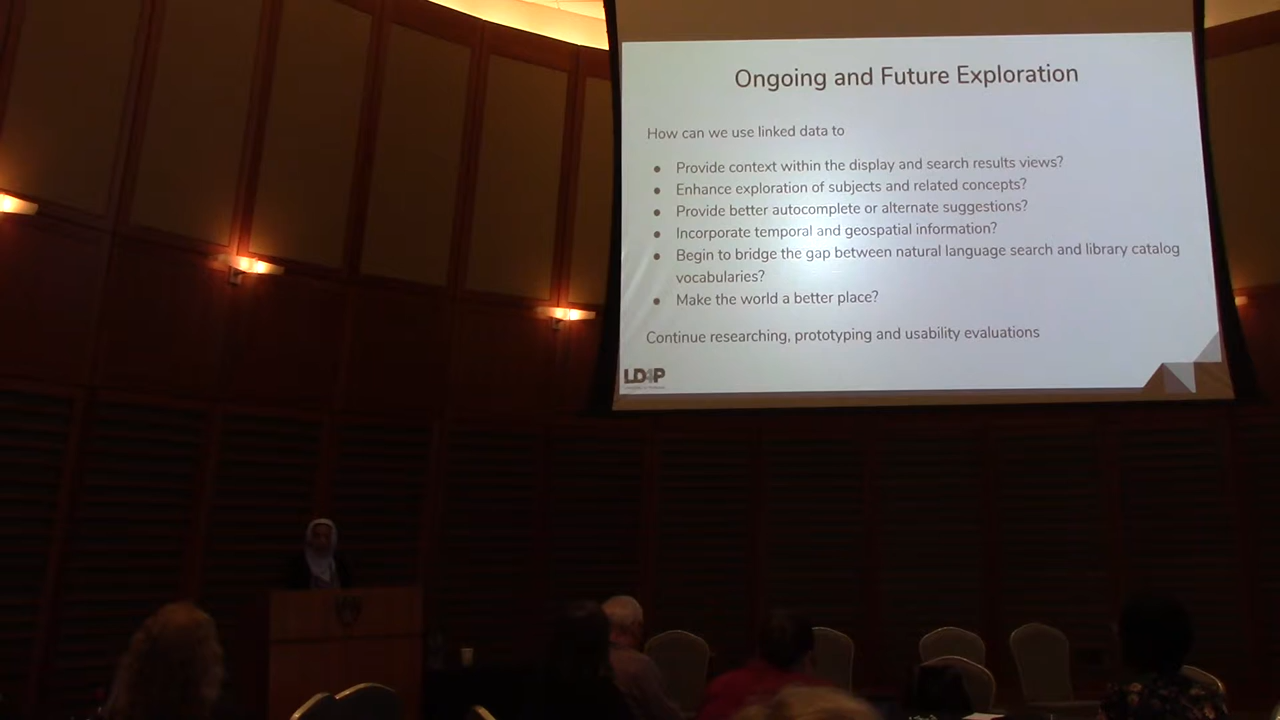 Ongoing and Future Exploration
How can we use linked data to
● Provide context within the display and search results views?
● Enhance exploration of subjects and related concepts?
● Provide better autocomplete or alternate suggestions?
● Incorporate temporal and geospatial information?
● Begin to bridge the gap between natural language search and library catalog
vocabularies?
● Make the world a better place?
Continue researching, prototyping and usability evaluations
LD4P